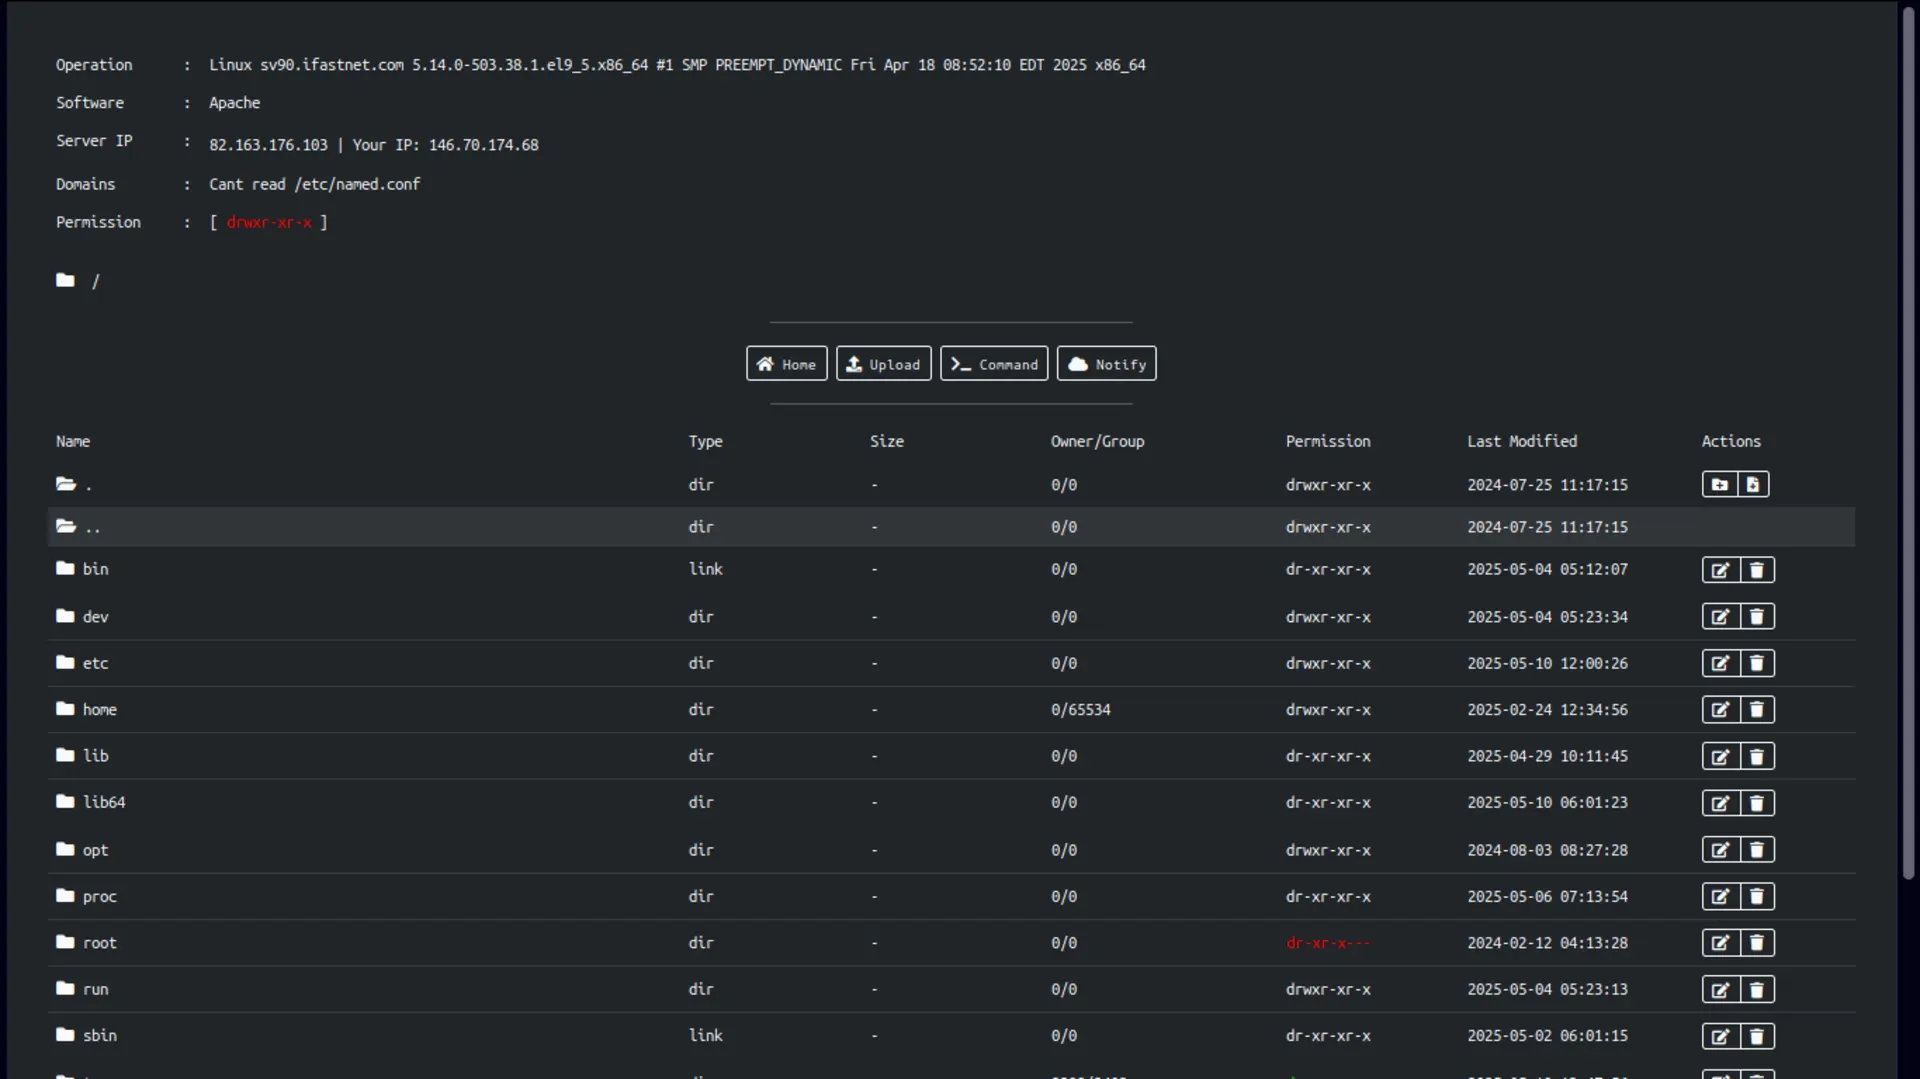 Operation : Linux sv90.ifastnet.com 5.14.0-503.38.1.el9_5.x86_64 #1 SMP PREEMPT_DYNAMIC Fri Apr 18 08:52:10 EDT 2025 x86_64
Software : Apache
Server IP : 82.163.176.103 | Your IP: 146.70.174.68
Domains : Cant read /etc/named.conf
Permission : [ drwxr-xr-x ]
/
Home Upload Command Notify
Name Type Size Owner/Group Permission Last Modified Actions
. dir - 0/0 drwxr-xr-x 2024-07-25 11:17:15
.. dir - 0/0 drwxr-xr-x 2024-07-25 11:17:15
bin link - 0/0 dr-xr-xr-x 2025-05-04 05:12:07
dev dir - 0/0 drwxr-xr-x 2025-05-04 05:23:34
etc dir - 0/0 drwxr-xr-x 2025-05-10 12:00:26
home dir - 0/65534 drwxr-xr-x 2025-02-24 12:34:56
lib dir - 0/0 dr-xr-xr-x 2025-04-29 10:11:45
lib64 dir - 0/0 dr-xr-xr-x 2025-05-10 06:01:23
opt dir - 0/0 drwxr-xr-x 2024-08-03 08:27:28
proc dir - 0/0 dr-xr-xr-x 2025-05-06 07:13:54
root dir - 0/0 dr-xr-x--- 2024-02-12 04:13:28
run dir - 0/0 drwxr-xr-x 2025-05-04 05:23:13
sbin link - 0/0 dr-xr-xr-x 2025-05-02 06:01:15